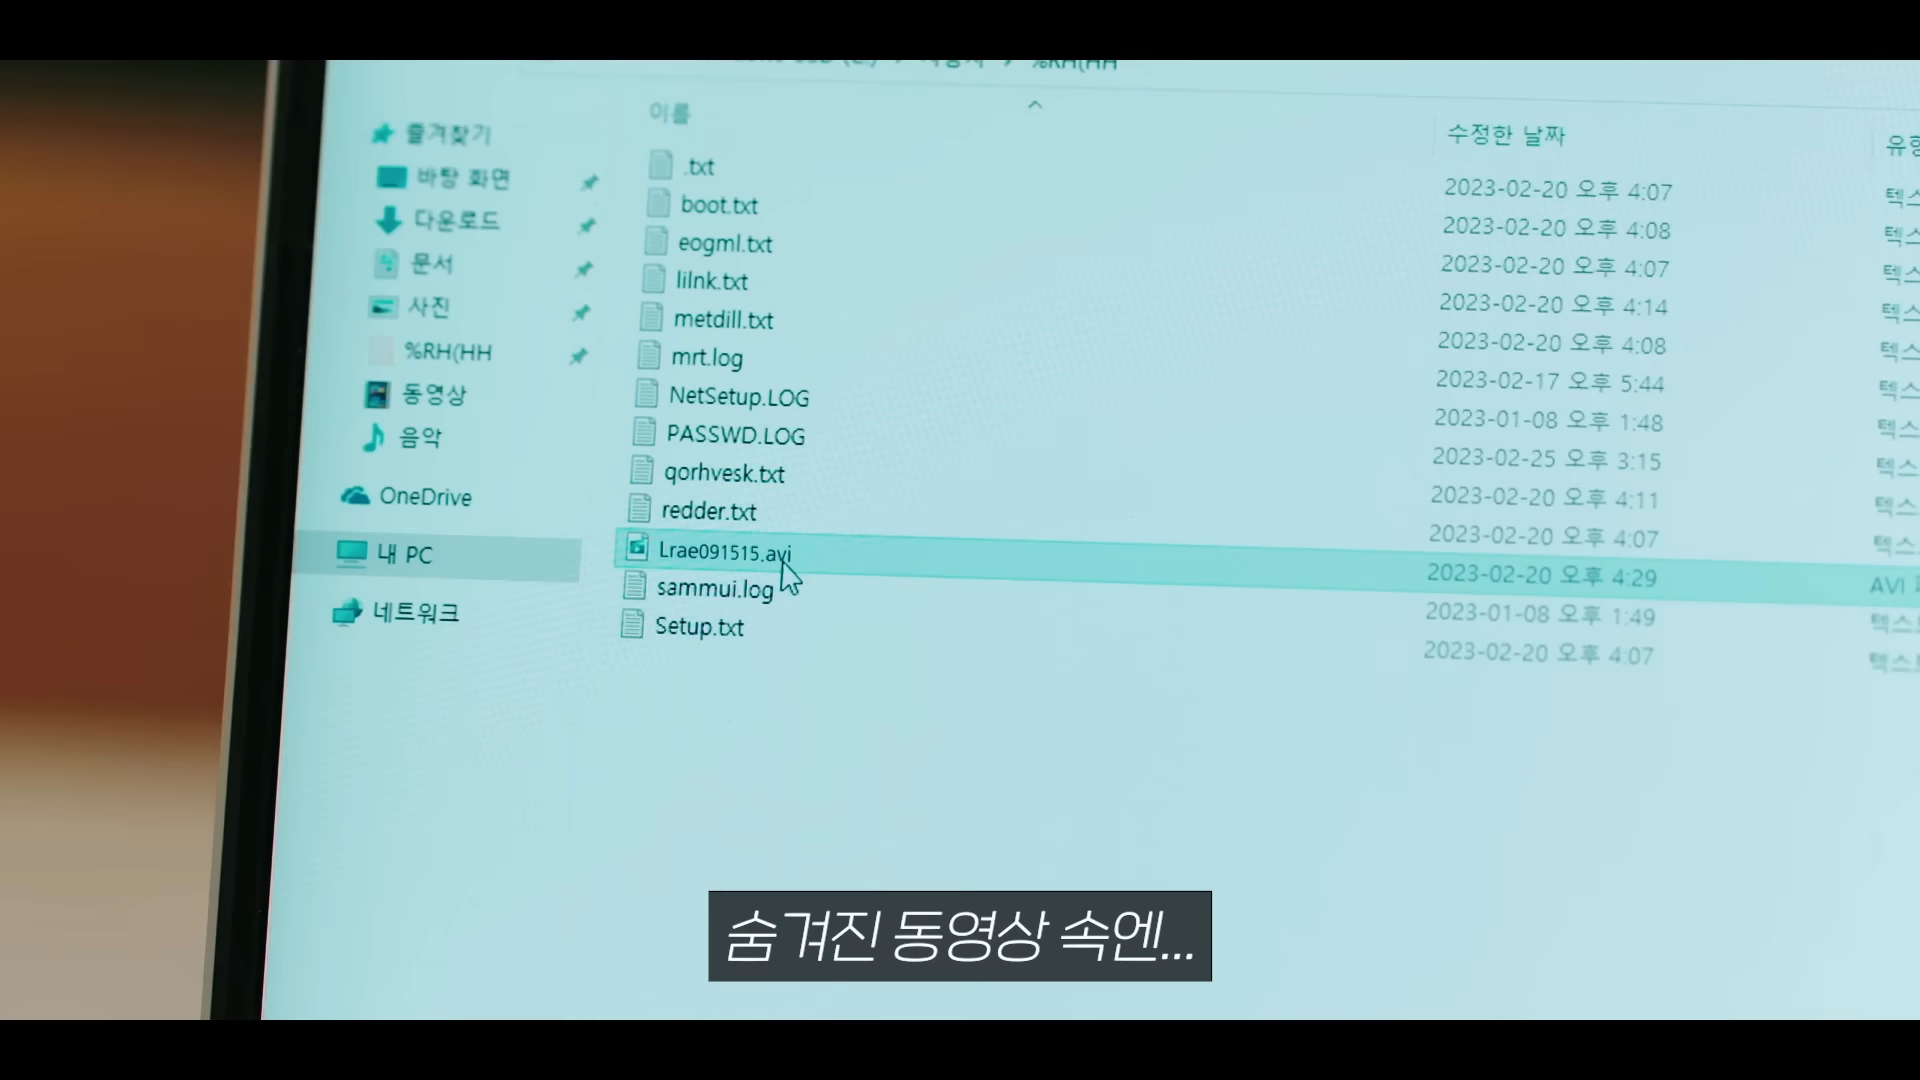 %RH(HH
이름
수정한 날짜
즐겨찾기
바탕 화면
다운로드
문서
사진
%RH(HH
동영상
음악
OneDrive
내 PC
네트워크
.txt 2023-02-20 오후 4:07
boot.txt 2023-02-20 오후 4:08
eogml.txt 2023-02-20 오후 4:07
lilnk.txt 2023-02-20 오후 4:14
metdill.txt 2023-02-20 오후 4:08
mrt.log 2023-02-17 오후 5:44
NetSetup.LOG 2023-01-08 오후 1:48
PASSWD.LOG 2023-02-25 오후 3:15
qorhvesk.txt 2023-02-20 오후 4:11
redder.txt 2023-02-20 오후 4:07
Lrae091515.avi 2023-02-20 오후 4:29 AVI
sammui.log 2023-01-08 오후 1:49
Setup.txt 2023-02-20 오후 4:07
숨겨진 동영상 속엔...